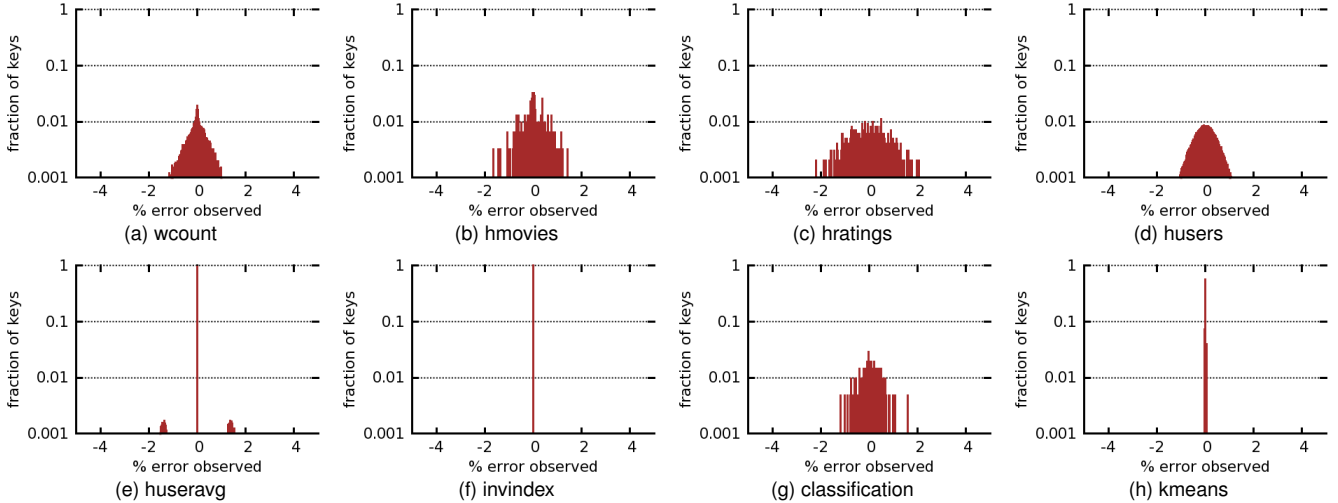 1
0.1
0.01
0.001
fraction of keys
-4 -2 0 2 4
% error observed
(a) wcount
1
0.1
0.01
0.001
fraction of keys
-4 -2 0 2 4
% error observed
(b) hmovies
1
0.1
0.01
0.001
fraction of keys
-4 -2 0 2 4
% error observed
(c) hratings
1
0.1
0.01
0.001
fraction of keys
-4 -2 0 2 4
% error observed
(d) husers
1
0.1
0.01
0.001
fraction of keys
-4 -2 0 2 4
% error observed
(e) huseravg
1
0.1
0.01
0.001
fraction of keys
-4 -2 0 2 4
% error observed
(f) invindex
1
0.1
0.01
0.001
fraction of keys
-4 -2 0 2 4
% error observed
(g) classification
1
0.1
0.01
0.001
fraction of keys
-4 -2 0 2 4
% error observed
(h) kmeans